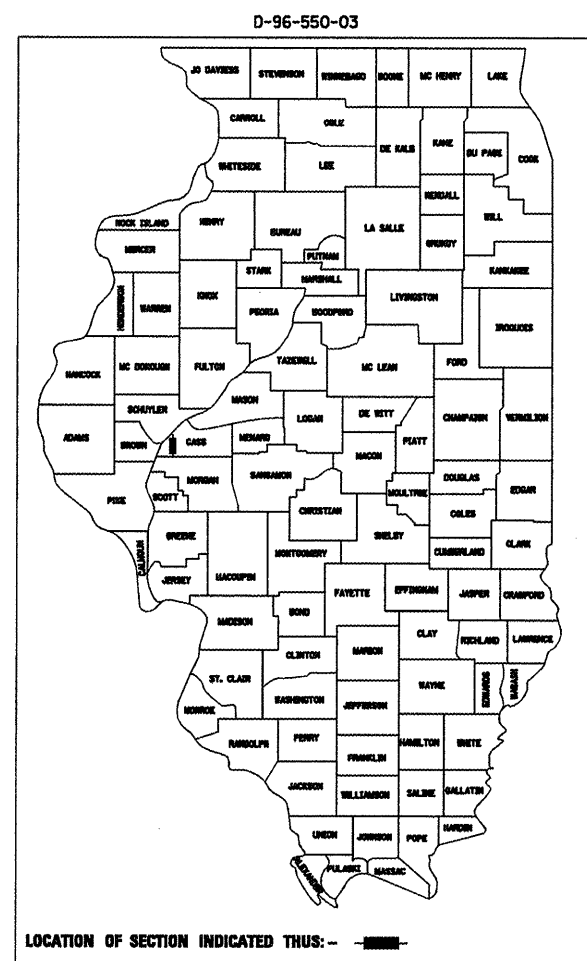 D-96-550-03
JO DAVIESS STEPHENSON WINNEBAGO BOONE MC HENRY LAKE
CARROLL OGLE DE KALB KANE DU PAGE COOK
WHITESIDE LEE KENDALL WILL
ROCK ISLAND HENRY BUREAU LA SALLE GRUNDY
MERCER PUTNAM KANKAKEE
STARK MARSHALL
HENDERSON WARREN KNOX PEORIA WOODFORD LIVINGSTON IROQUOIS
HANCOCK MC DONOUGH FULTON TAZEWELL MC LEAN FORD
MASON
SCHUYLER LOGAN DE WITT CHAMPAIGN VERMILION
ADAMS BROWN CASS MENARD MACON PIATT
PIKE SCOTT MORGAN SANGAMON MOULTRIE DOUGLAS EDGAR
CHRISTIAN COLES
CALHOUN GREENE MONTGOMERY SHELBY CUMBERLAND CLARK
JERSEY MACOUPIN FAYETTE EFFINGHAM JASPER CRAWFORD
MADISON BOND CLAY RICHLAND LAWRENCE
CLINTON MARION
ST. CLAIR WAYNE EDWARDS WABASH
MONROE WASHINGTON JEFFERSON
RANDOLPH PERRY HAMILTON WHITE
FRANKLIN
JACKSON WILLIAMSON SALINE GALLATIN
UNION JOHNSON POPE HARDIN
ALEXANDER PULASKI MASSAC
LOCATION OF SECTION INDICATED THUS: -